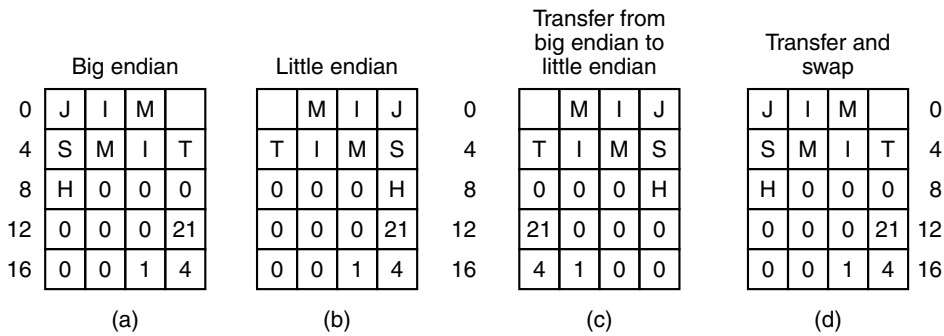 Big endian
Little endian
Transfer from
big endian to
little endian
Transfer and
swap
0 J I M M I J M I J J I M 0
4 S M I T T I M S 4 T I M S S M I T 4
8 H 0 0 0 0 0 0 H 8 0 0 0 H H 0 0 0 8
12 0 0 0 21 0 0 0 21 12 21 0 0 0 0 0 0 21 12
16 0 0 1 4 0 0 1 4 16 4 1 0 0 0 0 1 4 16
(a) (b) (c) (d)